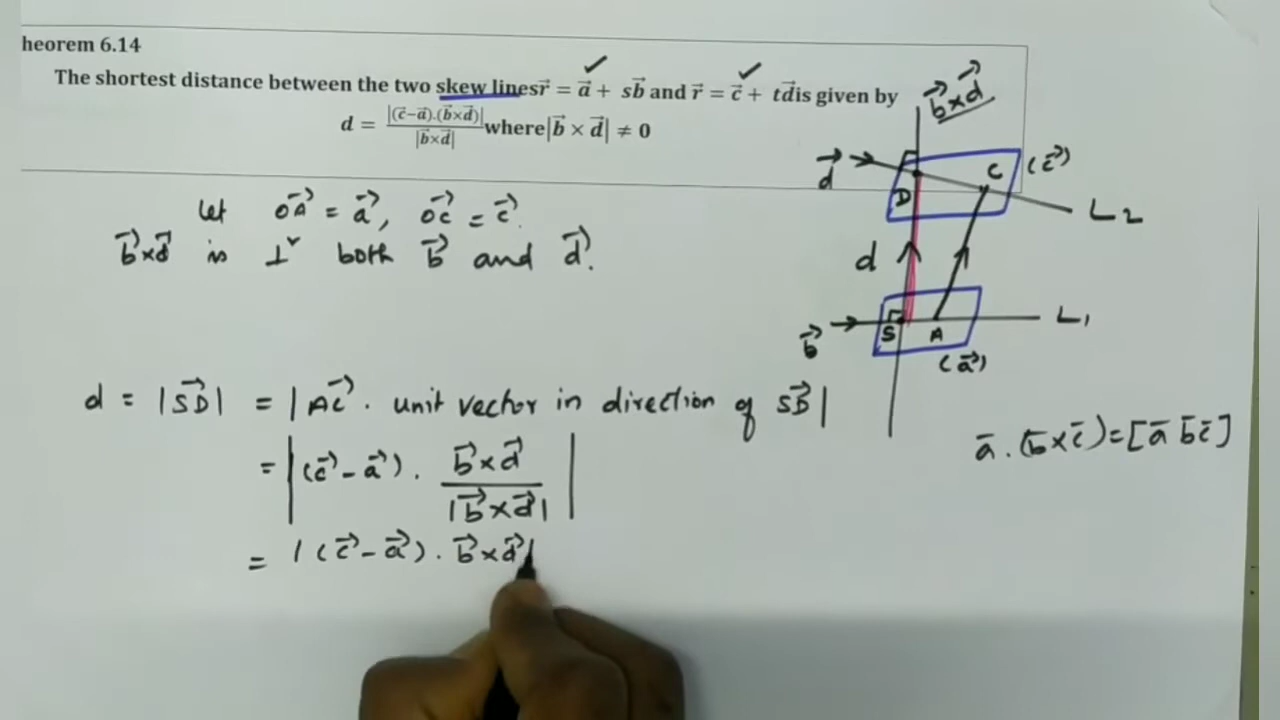 heorem 6.14
The shortest distance between the two skew lines r⃗ = a⃗ + sb⃗ and r⃗ = c⃗ + td⃗ is given by
d = |(c⃗−a⃗).(b⃗×d⃗)| / |b⃗×d⃗| where |b⃗ × d⃗| ≠ 0
Let OA⃗ = a⃗, OC⃗ = c⃗.
b⃗×d⃗ is ⊥r both b⃗ and d⃗.
b⃗×d⃗
d⃗
D
C
(c⃗)
L2
d
b⃗
S
A
L1
(a⃗)
d = |SD⃗| = |AC⃗ . unit vector in direction of SD⃗|
= |(c⃗ - a⃗) . b⃗×d⃗ / |b⃗×d⃗| |
= |(c⃗ - a⃗) . b⃗×d⃗|
a̅ . (b̅×c̅) = [a̅ b̅ c̅]